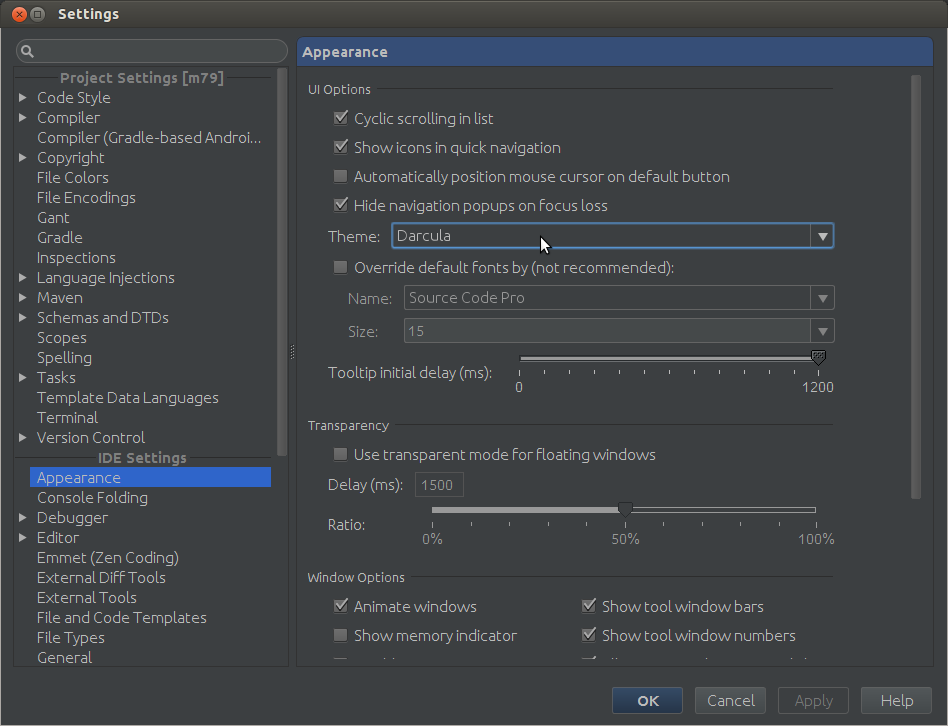 Settings
Project Settings [m79]
Code Style
Compiler
Compiler (Gradle-based Androi...
Copyright
File Colors
File Encodings
Gant
Gradle
Inspections
Language Injections
Maven
Schemas and DTDs
Scopes
Spelling
Tasks
Template Data Languages
Terminal
Version Control
IDE Settings
Appearance
Console Folding
Debugger
Editor
Emmet (Zen Coding)
External Diff Tools
External Tools
File and Code Templates
File Types
General
Appearance
UI Options
Cyclic scrolling in list
Show icons in quick navigation
Automatically position mouse cursor on default button
Hide navigation popups on focus loss
Theme: Darcula
Override default fonts by (not recommended):
Name: Source Code Pro
Size: 15
Tooltip initial delay (ms):
0 1200
Transparency
Use transparent mode for floating windows
Delay (ms): 1500
Ratio:
0% 50% 100%
Window Options
Animate windows Show tool window bars
Show memory indicator Show tool window numbers
OK Cancel Apply Help